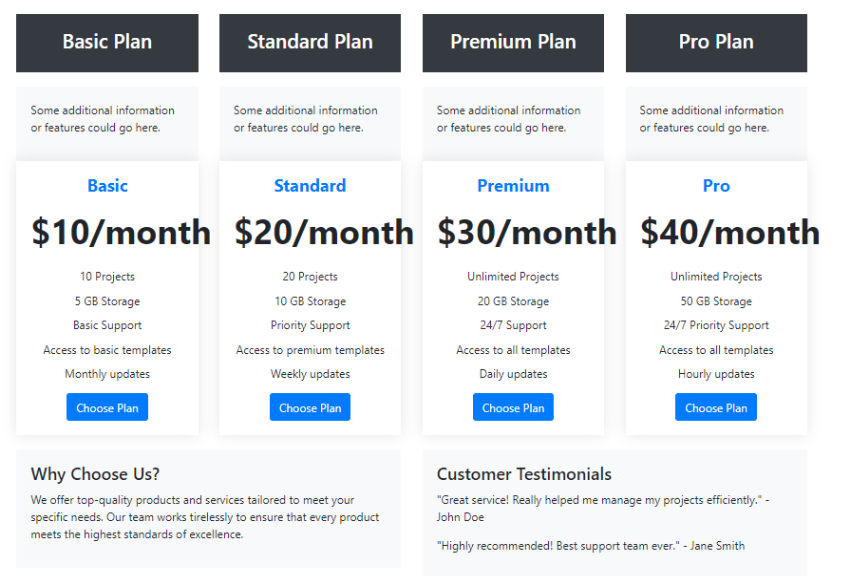 Basic Plan
Standard Plan
Premium Plan
Pro Plan
Some additional information
or features could go here.
Some additional information
or features could go here.
Some additional information
or features could go here.
Some additional information
or features could go here.
Basic
$10/month
10 Projects
5 GB Storage
Basic Support
Access to basic templates
Monthly updates
Choose Plan
Standard
$20/month
20 Projects
10 GB Storage
Priority Support
Access to premium templates
Weekly updates
Choose Plan
Premium
$30/month
Unlimited Projects
20 GB Storage
24/7 Support
Access to all templates
Daily updates
Choose Plan
Pro
$40/month
Unlimited Projects
50 GB Storage
24/7 Priority Support
Access to all templates
Hourly updates
Choose Plan
Why Choose Us?
We offer top-quality products and services tailored to meet your
specific needs. Our team works tirelessly to ensure that every product
meets the highest standards of excellence.
Customer Testimonials
"Great service! Really helped me manage my projects efficiently." -
John Doe
"Highly recommended! Best support team ever." - Jane Smith